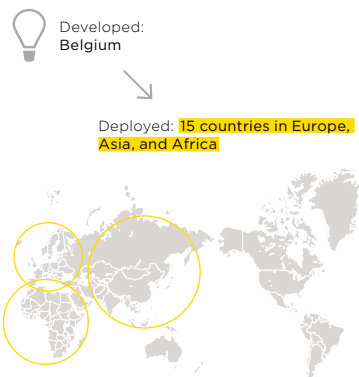 Developed:
Belgium
Deployed: 15 countries in Europe,
Asia, and Africa